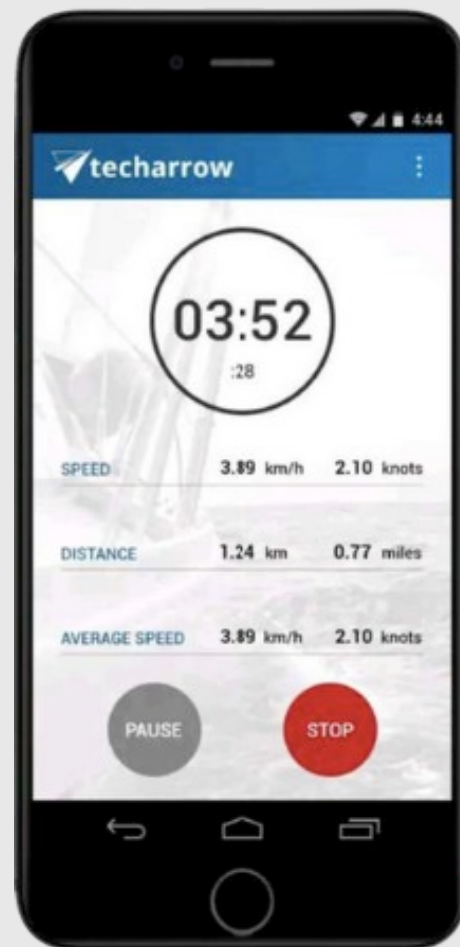 4:44
techarrow
03:52
:28
SPEED 3.89 km/h 2.10 knots
DISTANCE 1.24 km 0.77 miles
AVERAGE SPEED 3.89 km/h 2.10 knots
PAUSE STOP